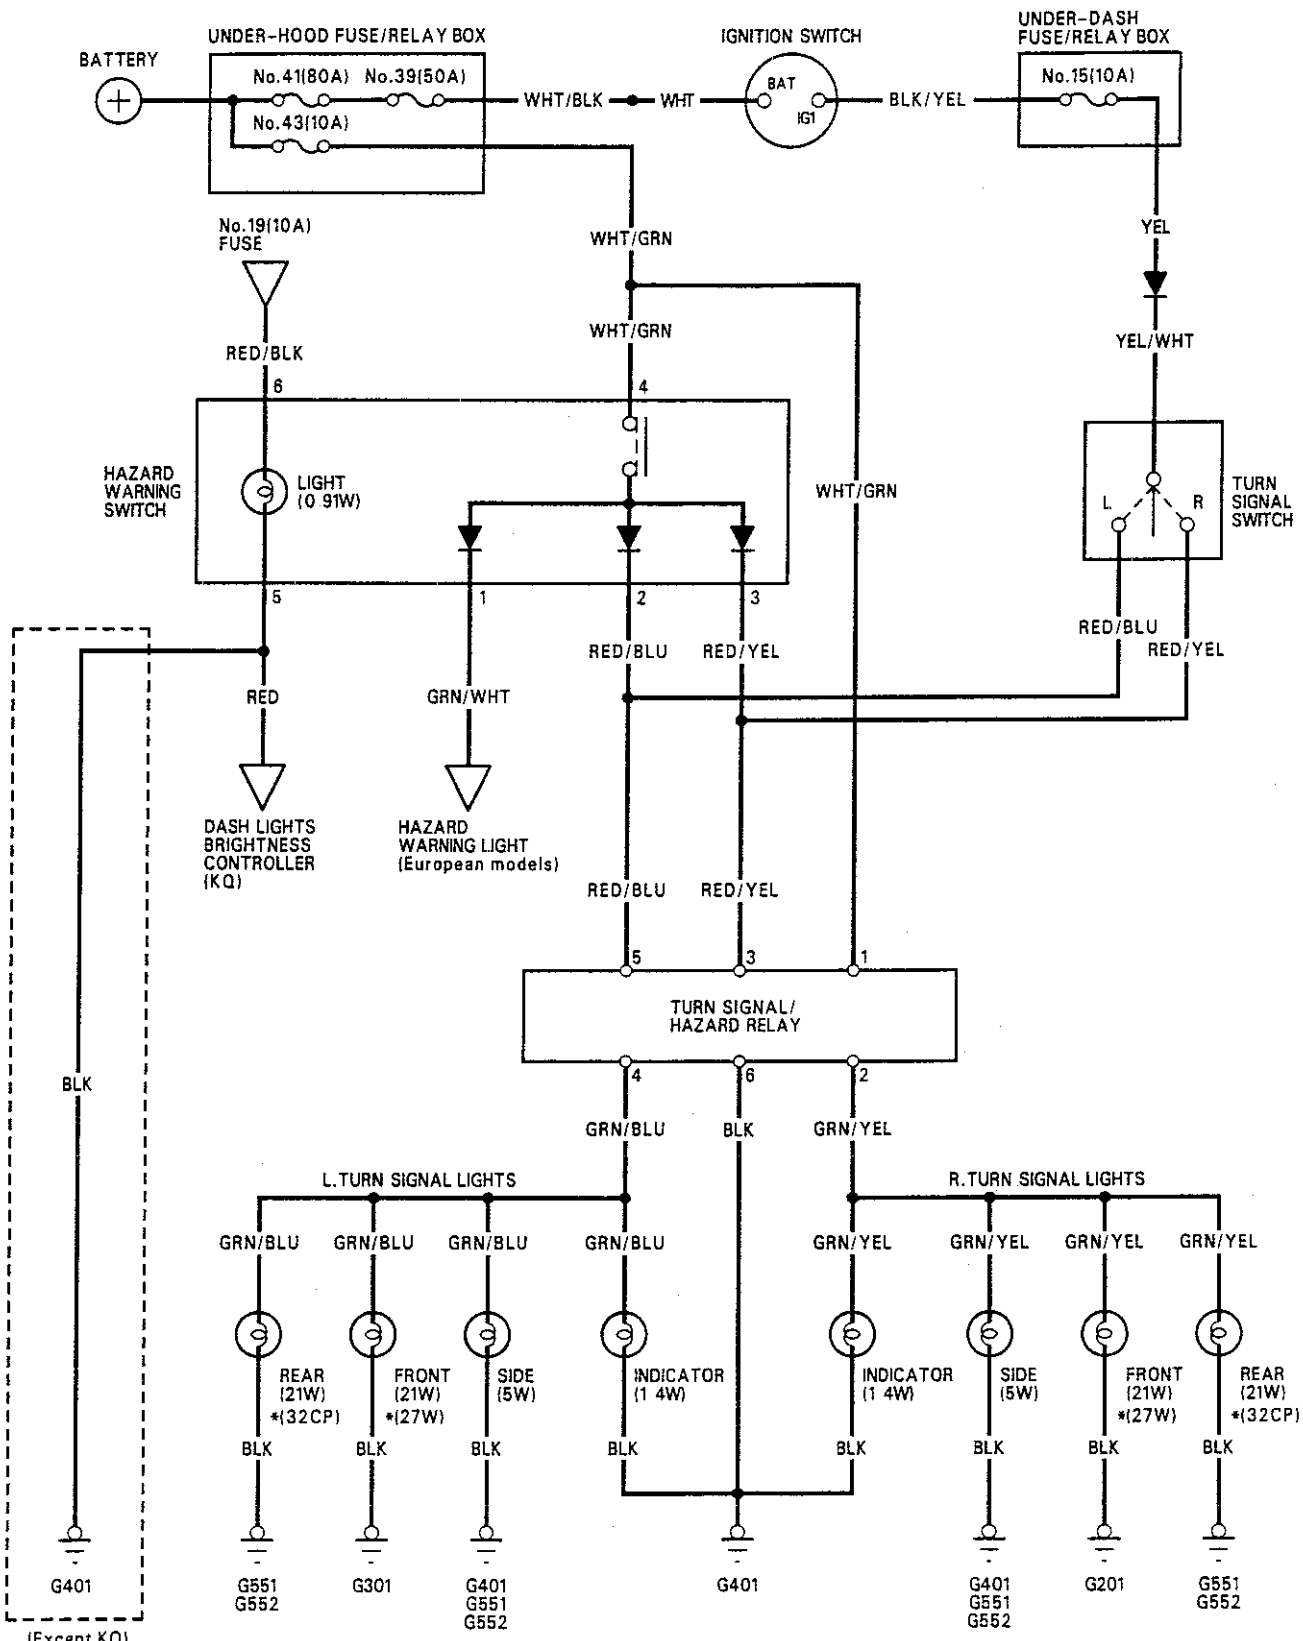 UNDER-HOOD FUSE/RELAY BOX
IGNITION SWITCH
UNDER-DASH
FUSE/RELAY BOX
BATTERY
No.41(80A) No.39(50A)
BAT
No.15(10A)
WHT/BLK
WHT
IG1
BLK/YEL
No.43(10A)
No.19(10A)
FUSE
WHT/GRN
YEL
WHT/GRN
YEL/WHT
RED/BLK
6
4
HAZARD
WARNING
SWITCH
LIGHT
(0.91W)
WHT/GRN
L
R
TURN
SIGNAL
SWITCH
5
1
2
3
RED/BLU
RED/YEL
RED/BLU
RED/YEL
RED
GRN/WHT
DASH LIGHTS
BRIGHTNESS
CONTROLLER
(KQ)
HAZARD
WARNING LIGHT
(European models)
RED/BLU
RED/YEL
5
3
1
TURN SIGNAL/
HAZARD RELAY
4
6
2
BLK
GRN/BLU
BLK
GRN/YEL
L.TURN SIGNAL LIGHTS
R.TURN SIGNAL LIGHTS
GRN/BLU
GRN/BLU
GRN/BLU
GRN/BLU
GRN/YEL
GRN/YEL
GRN/YEL
GRN/YEL
REAR
(21W)
*(32CP)
FRONT
(21W)
*(27W)
SIDE
(5W)
INDICATOR
(1.4W)
INDICATOR
(1.4W)
SIDE
(5W)
FRONT
(21W)
*(27W)
REAR
(21W)
*(32CP)
BLK
BLK
BLK
BLK
BLK
BLK
BLK
BLK
G401
G551
G552
G301
G401
G551
G552
G401
G401
G551
G552
G201
G551
G552
(Except KQ)